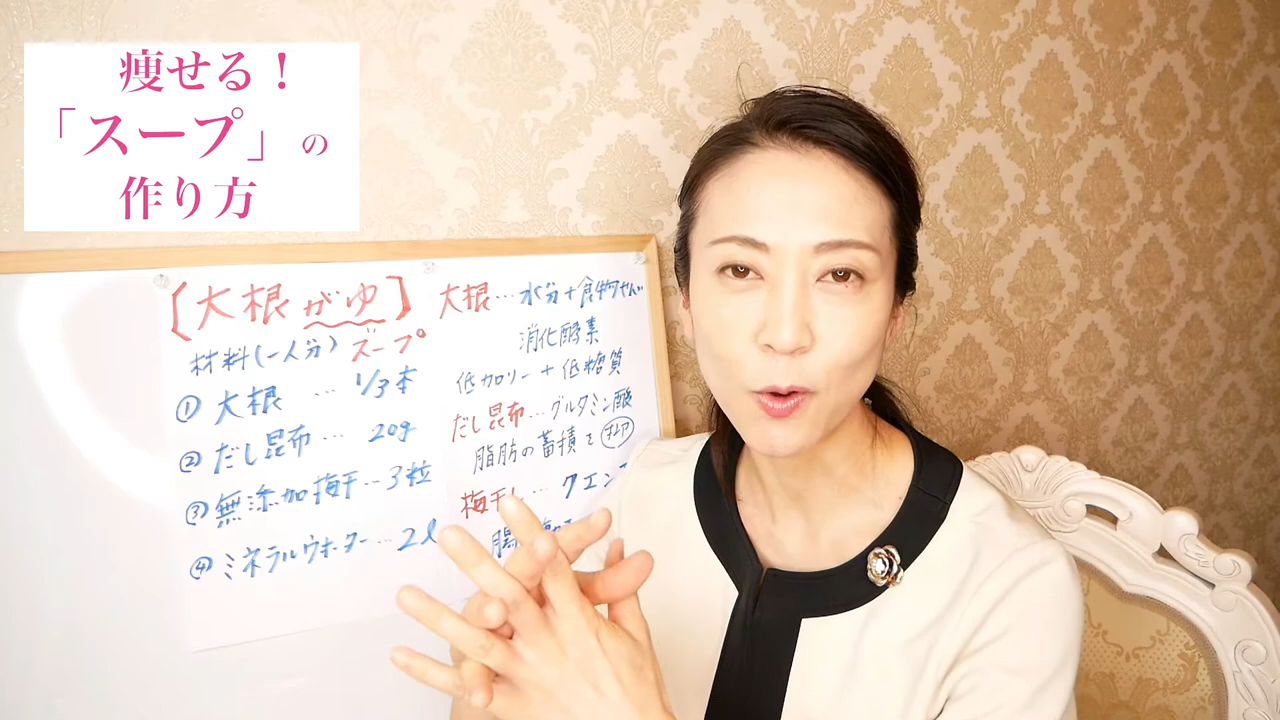 痩せる！
「スープ」の
作り方
【大根がゆ】
スープ
材料(一人分)
① 大根 … 1/3本
② だし昆布 … 20g
③ 無添加梅干…3粒
④ ミネラルウォーター…2ℓ
大根…水分+食物せんい
消化酵素
低カロリー+低糖質
だし昆布…グルタミン酸
脂肪の蓄積を抑
梅干し…クエン
腸